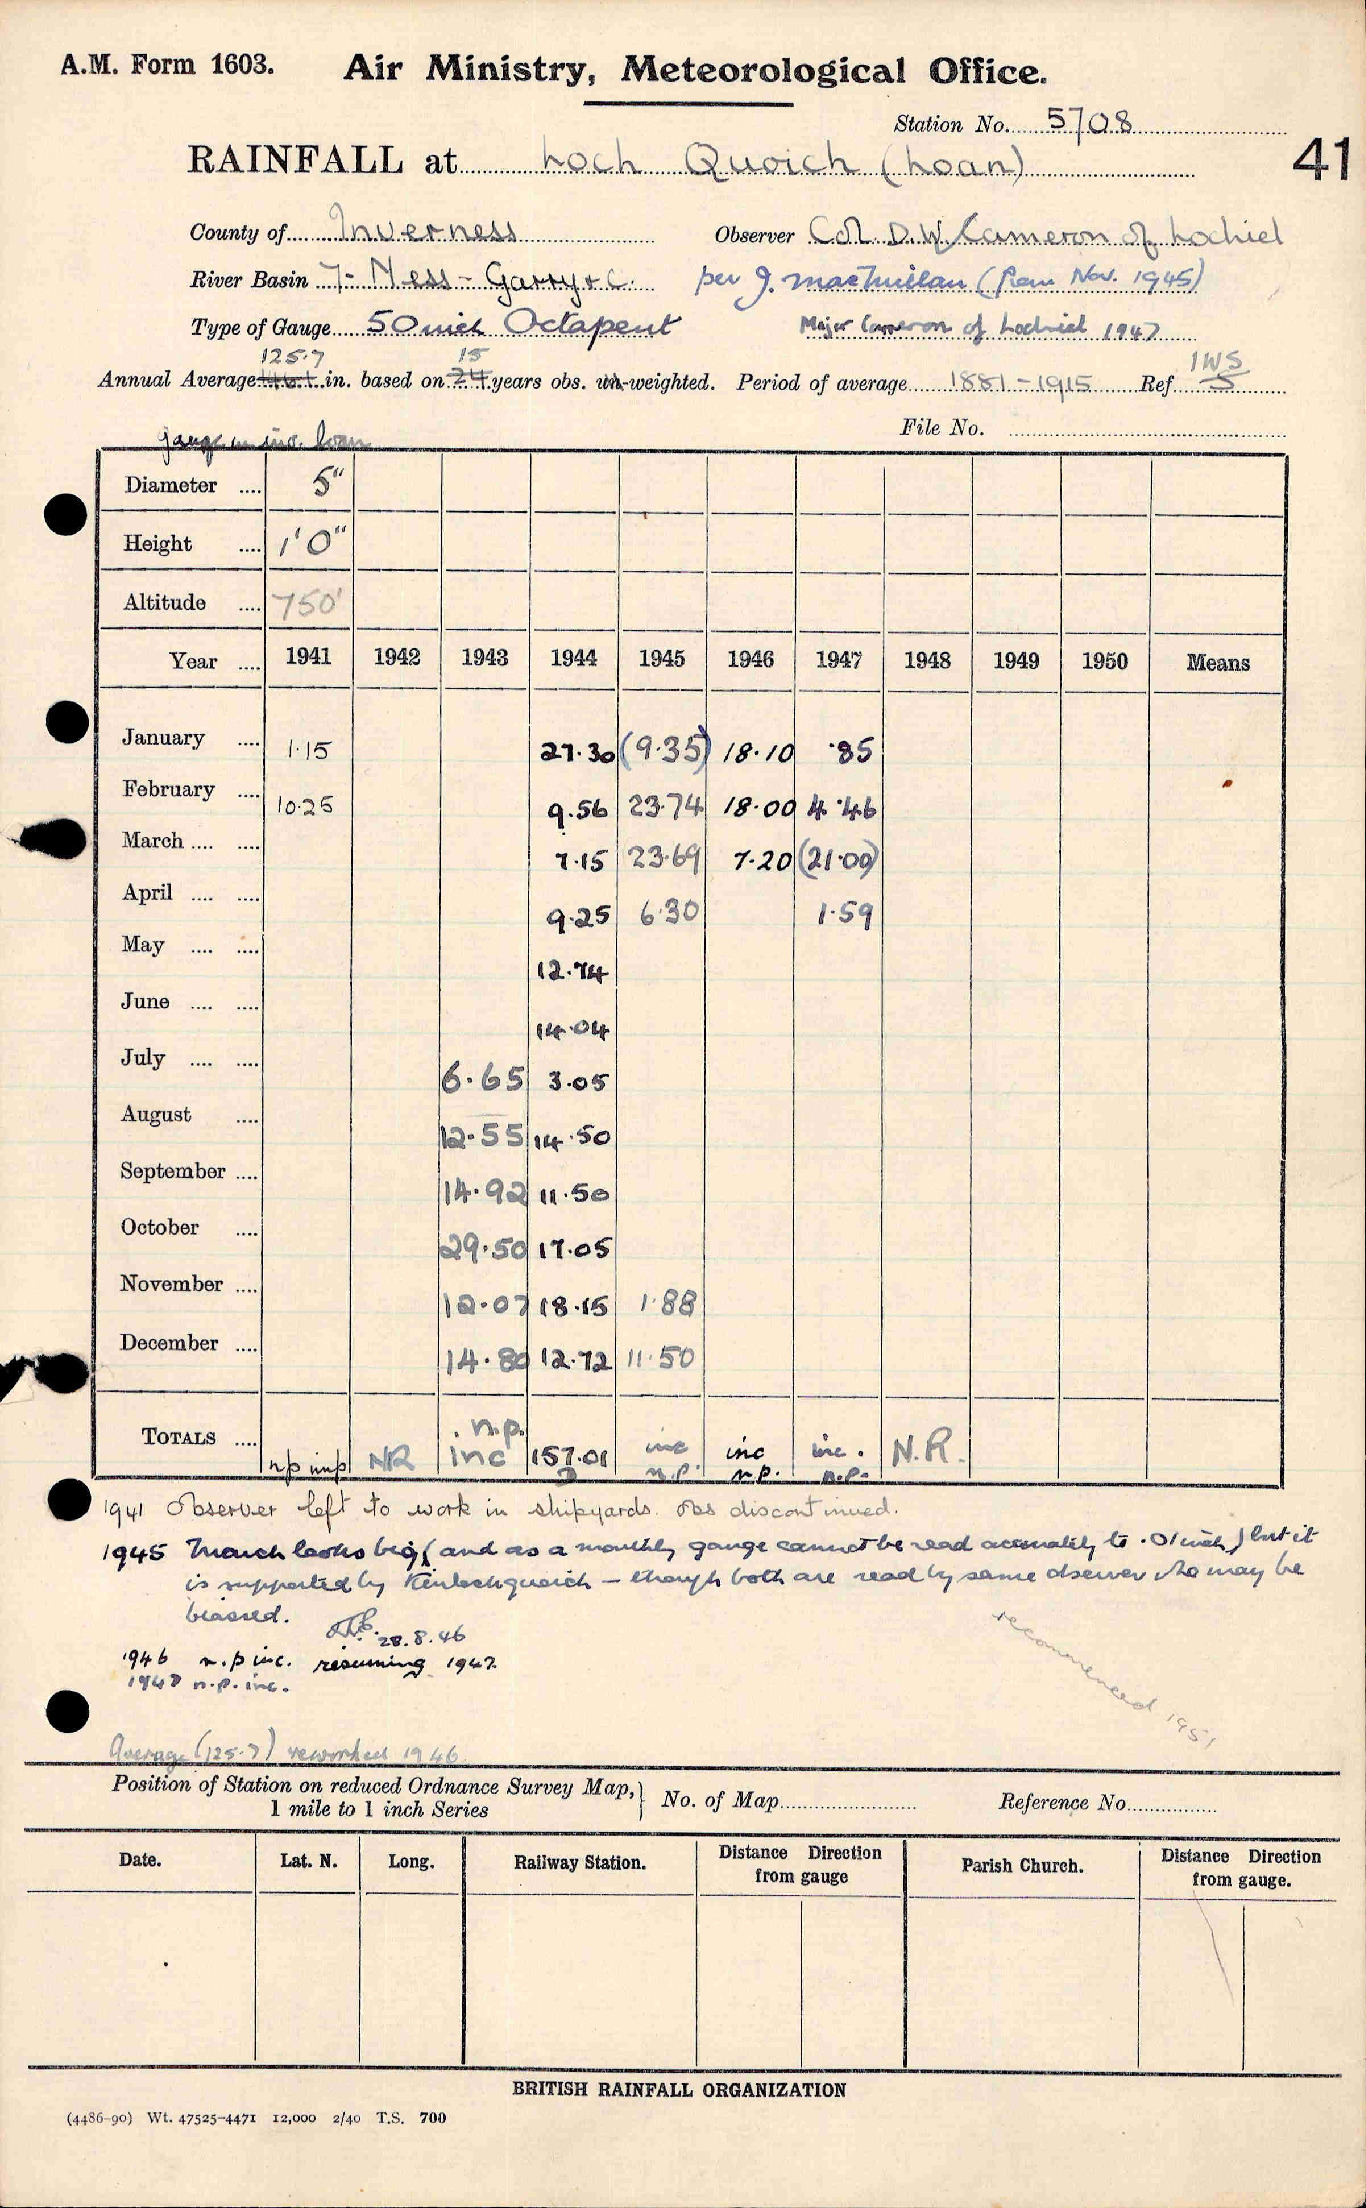 A.M. Form 1603. Air Ministry, Meteorological Office.
Station No. 5708
41
RAINFALL at Loch Quoich (Loan)
County of Inverness Observer Col. D.W. Cameron of Lochiel
River Basin 7- Ness - Garry & c. per J. MacMillan (from Nov. 1945)
Type of Gauge 50 inch Octapent Major Cameron of Lochiel 1947
125.7 15 IWS
Annual Average in. based on 24 years obs. un-weighted. Period of average 1881-1915 Ref 5
File No.
gauge in ins. loan
Diameter .... 5"
Height .... 1'0"
Altitude .... 750'
Year .... 1941 1942 1943 1944 1945 1946 1947 1948 1949 1950 Means
January .... 1.15 27.30 (9.35) 18.10 .85
February .... 10.25 9.56 23.74 18.00 4.46
March .... .... 7.15 23.69 7.20 (21.00)
April .... .... 9.25 6.30 1.59
May .... .... 12.74
June .... .... 14.04
July .... .... 6.65 3.05
August .... 12.55 14.50
September .... 14.92 11.50
October .... 29.50 17.05
November .... 12.07 18.15 1.88
December .... 14.80 12.72 11.50
n.p.
TOTALS .... np imp NR inc 157.01 inc n.p. inc n.p. inc. n.p. N.R.
1941 Observer left to work in shipyards. Obs discontinued.
1945 March looks big (and as a monthly gauge cannot be read accurately to .01 inch) but it
is supported by Kinlochquoich - though both are read by same observer who may be
biassed.
28.8.46
1946 n.p inc. resuming 1947.
1947 n.p. inc.
recommenced 1951
Average (125.7) reworked 1946
Position of Station on reduced Ordnance Survey Map, 1 mile to 1 inch Series } No. of Map Reference No.
Date. Lat. N. Long. Railway Station. Distance Direction from gauge Parish Church. Distance Direction from gauge.
BRITISH RAINFALL ORGANIZATION
(4486-90) Wt. 47525-4471 12,000 2/40 T.S. 700